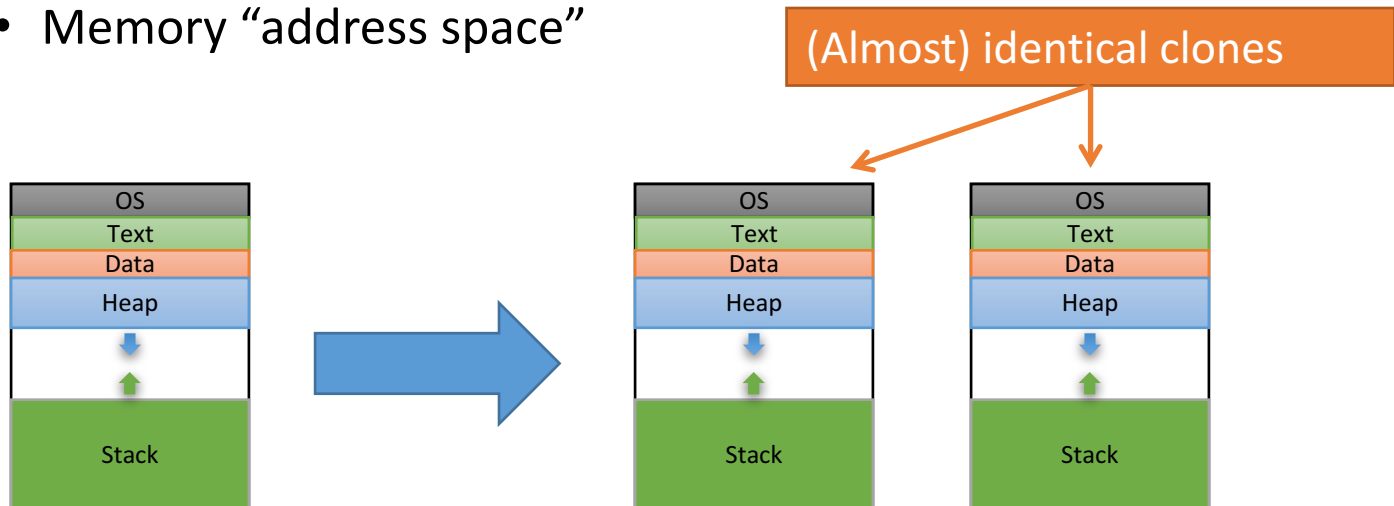 • Memory “address space”
(Almost) identical clones
OS
Text
Data
Heap
Stack
OS
Text
Data
Heap
Stack
OS
Text
Data
Heap
Stack